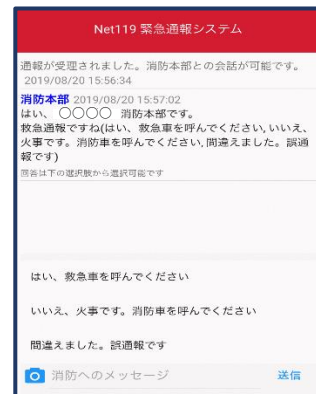 Net119 緊急通報システム
通報が受理されました。消防本部との会話が可能です。
2019/08/20 15:56:34
消防本部 2019/08/20 15:57:02
はい、〇〇〇〇 消防本部です。
救急通報ですね(はい、救急車を呼んでください, いいえ、
火事です。消防車を呼んでください, 間違えました。誤通
報です)
回答は下の選択肢から選択可能です
はい、救急車を呼んでください
いいえ、火事です。消防車を呼んでください
間違えました。誤通報です
消防へのメッセージ 送信